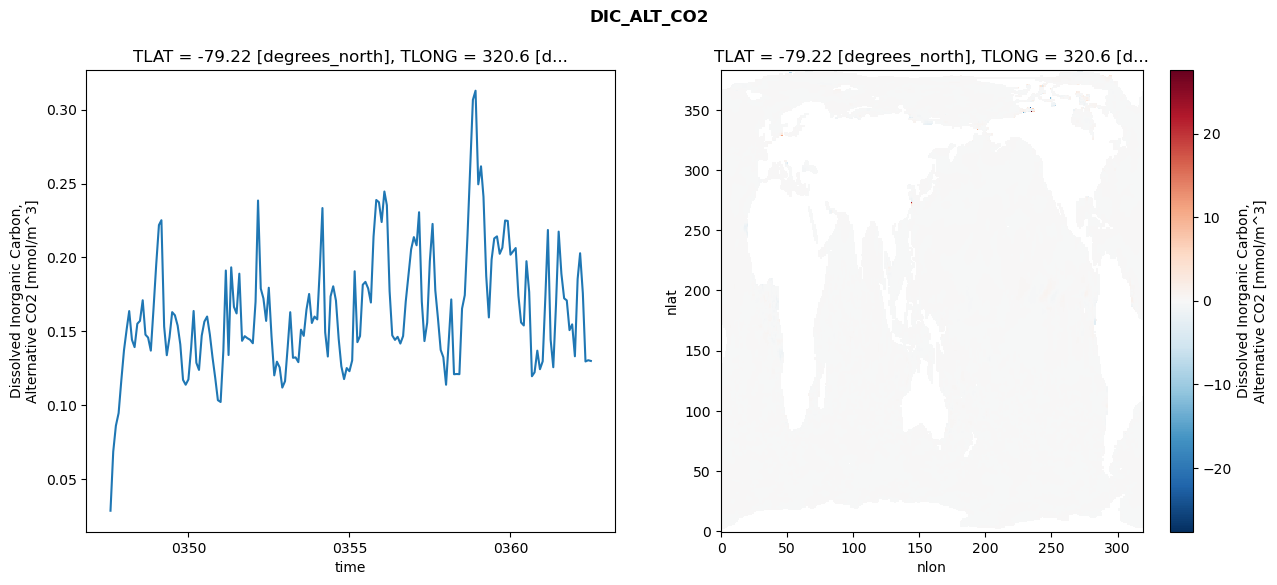 DIC_ALT_CO2
TLAT = -79.22 [degrees_north], TLONG = 320.6 [d...
Dissolved Inorganic Carbon,
Alternative CO2 [mmol/m^3]
0.30
0.25
0.20
0.15
0.10
0.05
0350
0355
0360
time
TLAT = -79.22 [degrees_north], TLONG = 320.6 [d...
nlat
350
300
250
200
150
100
50
0
0
50
100
150
200
250
300
nlon
20
10
0
−10
−20
Dissolved Inorganic Carbon,
Alternative CO2 [mmol/m^3]